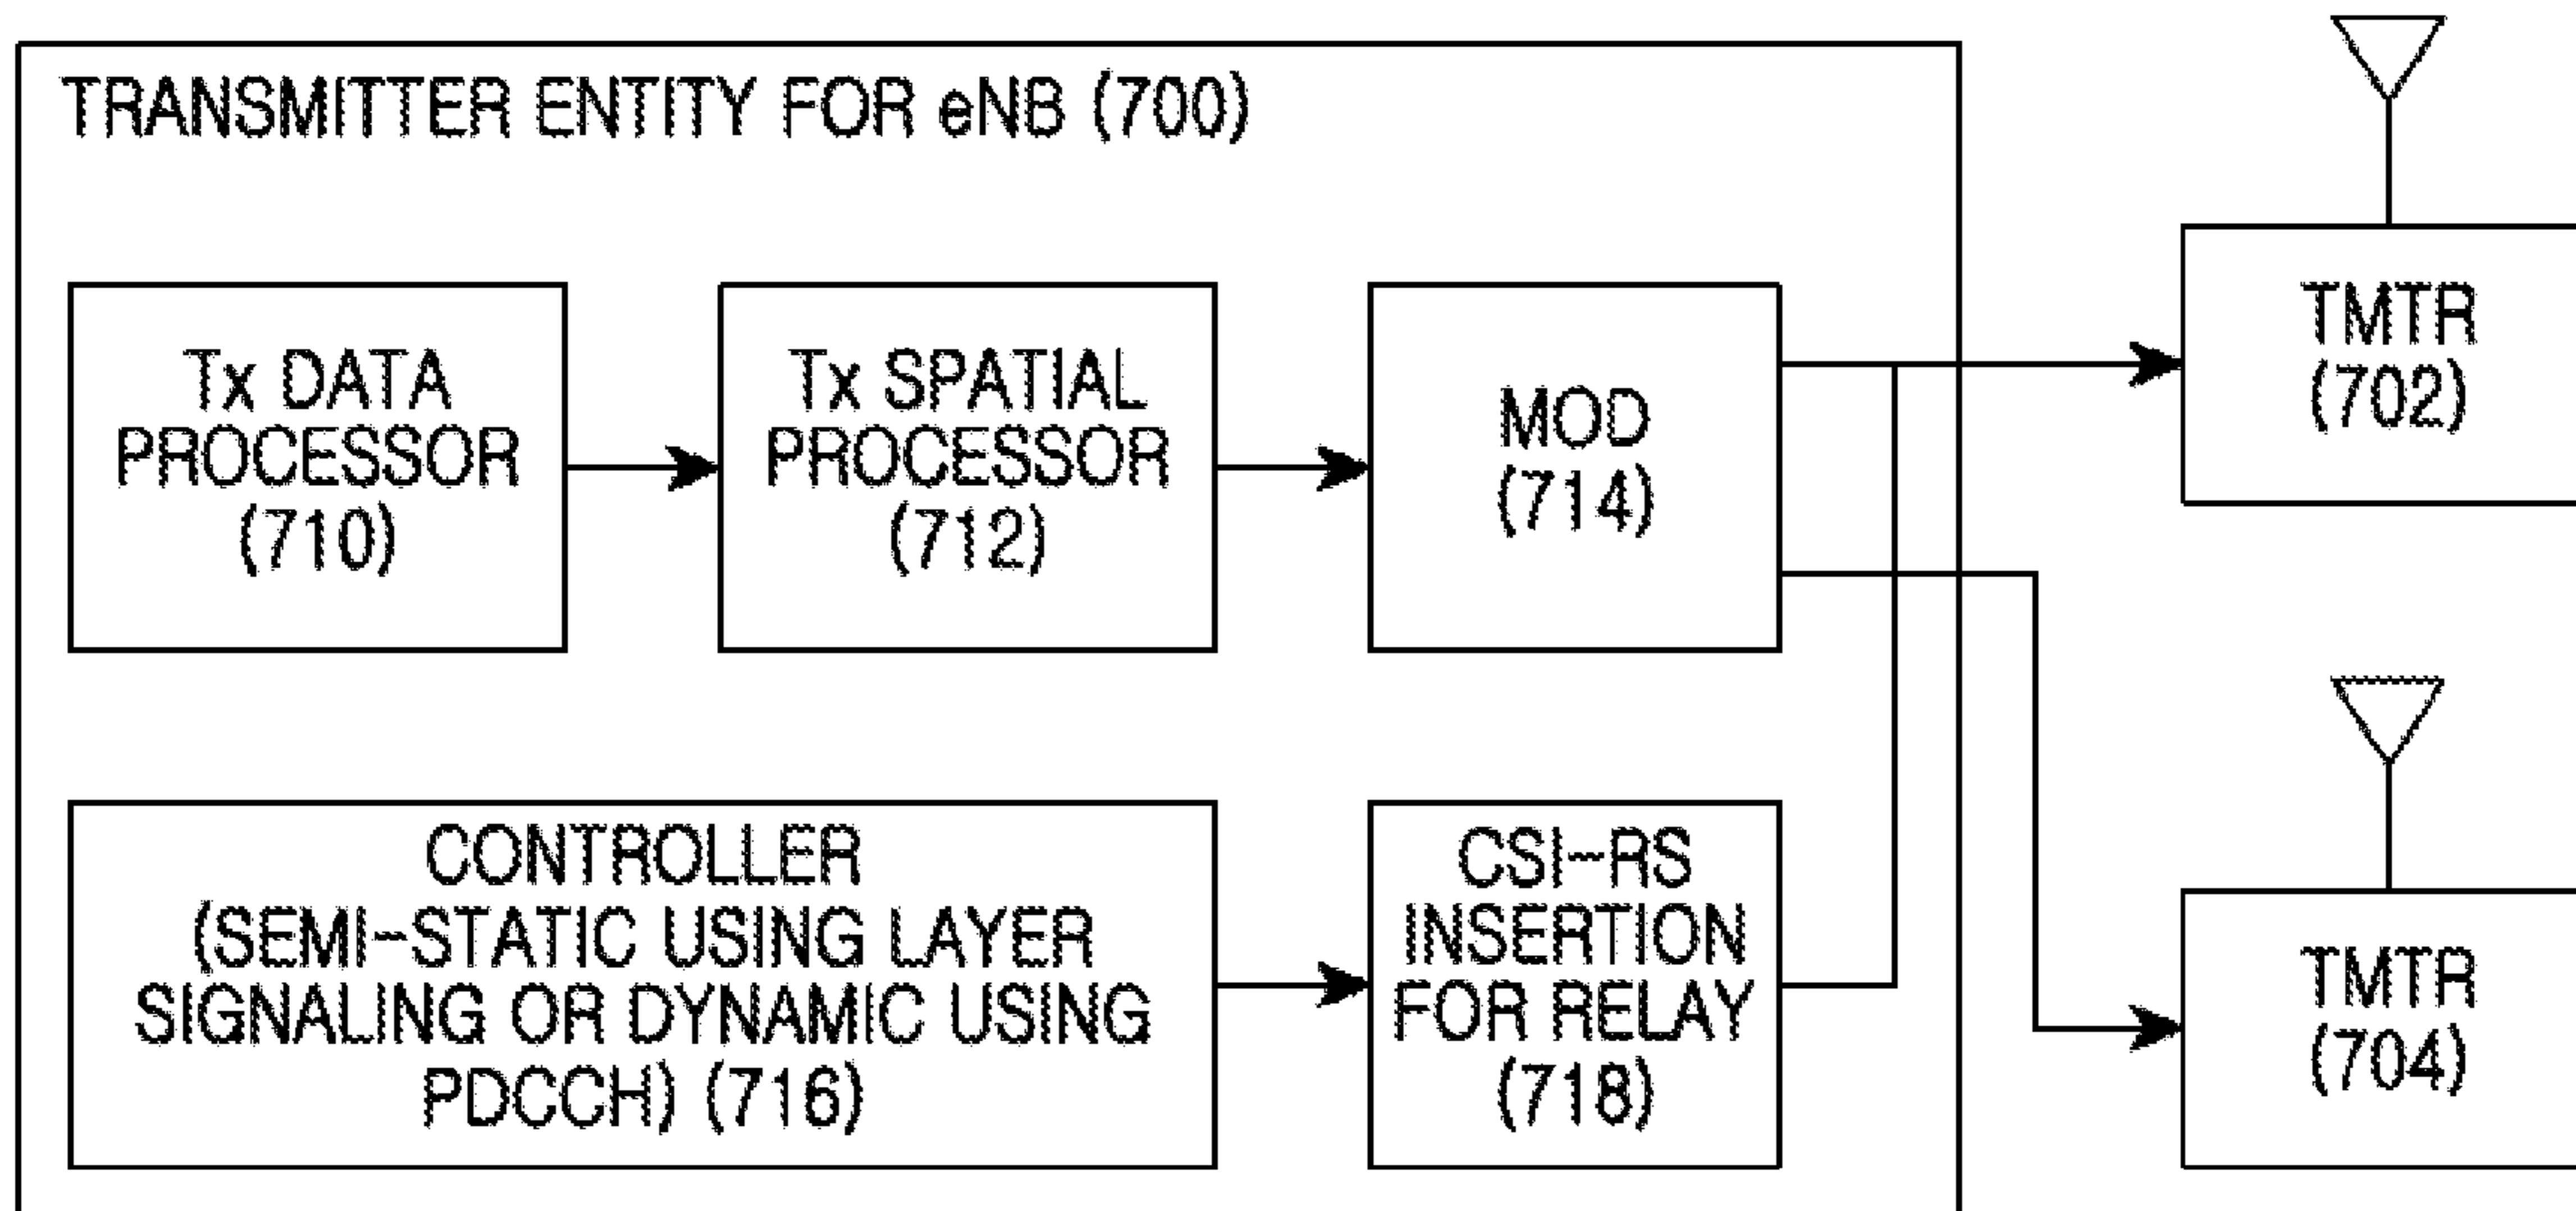 TRANSMITTER ENTITY FOR eNB (700)
Tx DATA
PROCESSOR
(710)
Tx SPATIAL
PROCESSOR
(712)
MOD
(714)
TMTR
(702)
CONTROLLER
(SEMI-STATIC USING LAYER
SIGNALING OR DYNAMIC USING
PDCCH) (716)
CSI-RS
INSERTION
FOR RELAY
(718)
TMTR
(704)